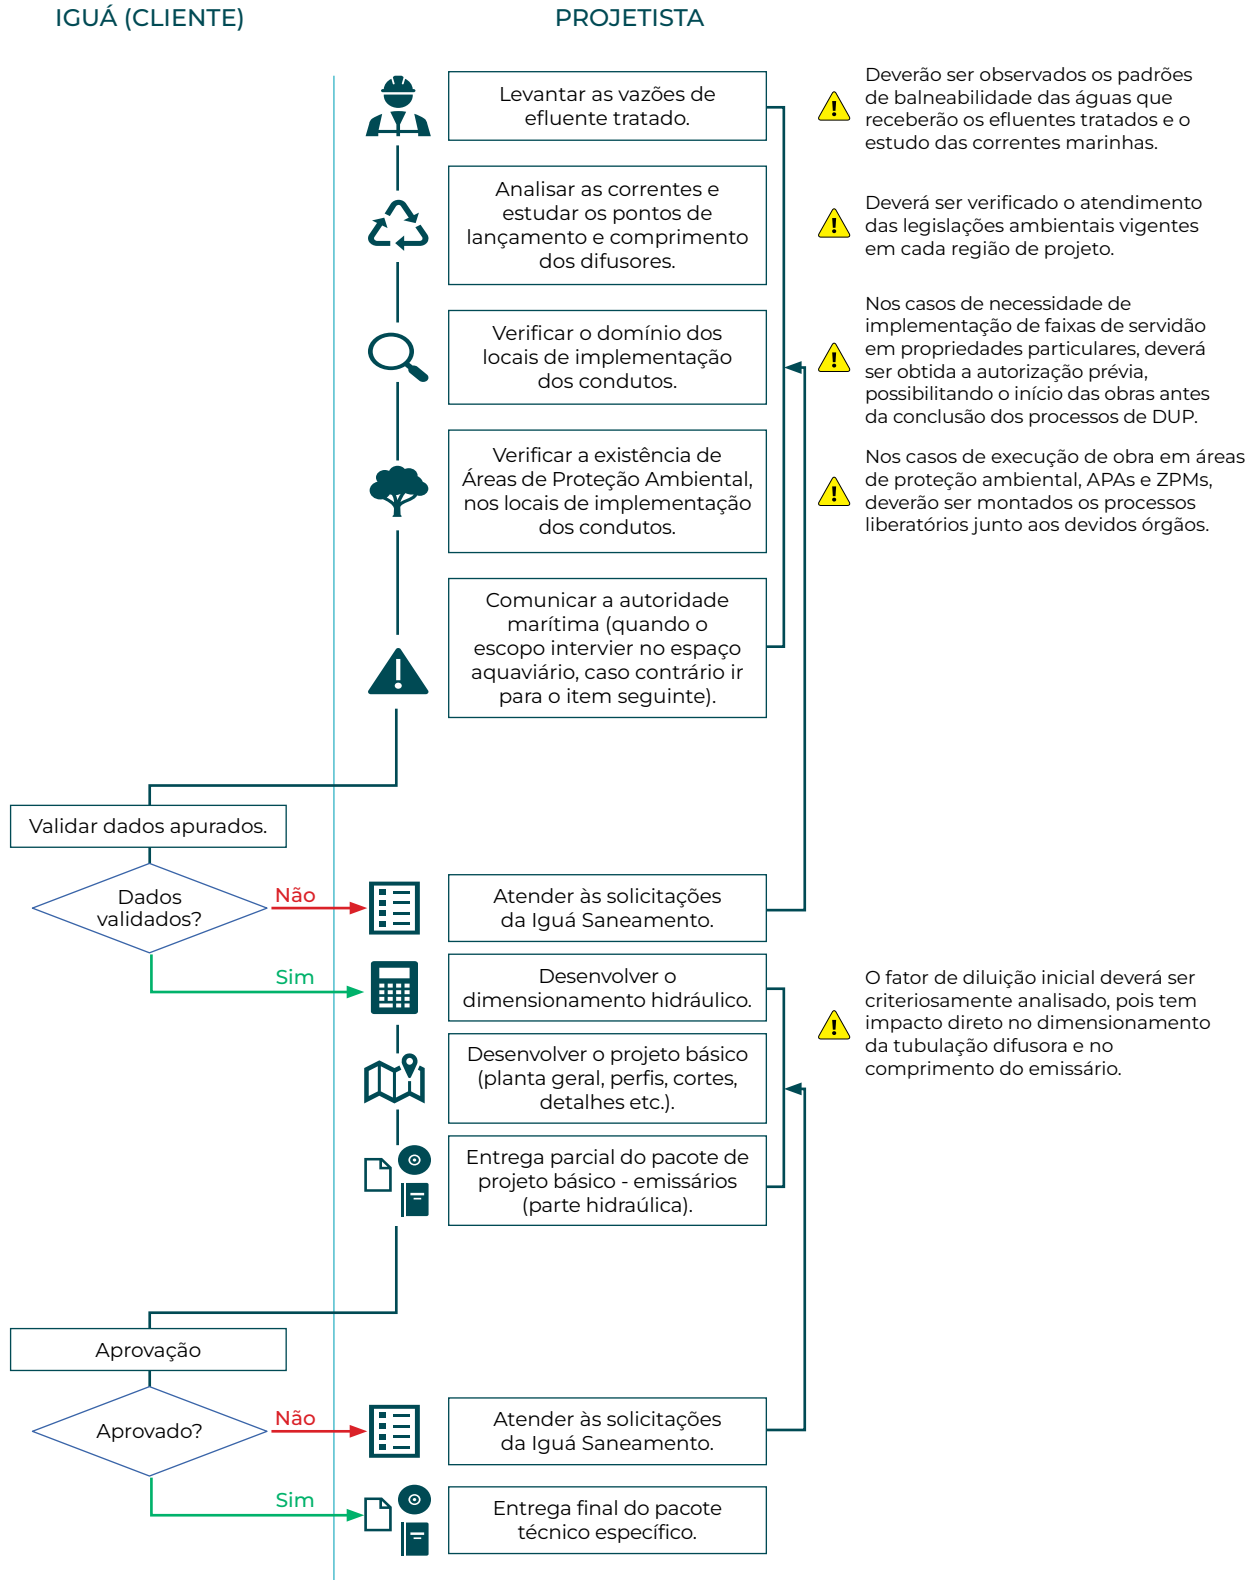 IGUÁ (CLIENTE)
PROJETISTA
Levantar as vazões de
efluente tratado.
Deverão ser observados os padrões
de balneabilidade das águas que
receberão os efluentes tratados e o
estudo das correntes marinhas.
Analisar as correntes e
estudar os pontos de
lançamento e comprimento
dos difusores.
Deverá ser verificado o atendimento
das legislações ambientais vigentes
em cada região de projeto.
Verificar o domínio dos
locais de implementação
dos condutos.
Nos casos de necessidade de
implementação de faixas de servidão
em propriedades particulares, deverá
ser obtida a autorização prévia,
possibilitando o início das obras antes
da conclusão dos processos de DUP.
Verificar a existência de
Áreas de Proteção Ambiental,
nos locais de implementação
dos condutos.
Nos casos de execução de obra em áreas
de proteção ambiental, APAs e ZPMs,
deverão ser montados os processos
liberatórios junto aos devidos órgãos.
Comunicar a autoridade
marítima (quando o
escopo intervier no espaço
aquaviário, caso contrário ir
para o item seguinte).
Validar dados apurados.
Dados
validados?
Não
Atender às solicitações
da Iguá Saneamento.
Sim
Desenvolver o
dimensionamento hidráulico.
O fator de diluição inicial deverá ser
criteriosamente analisado, pois tem
impacto direto no dimensionamento
da tubulação difusora e no
comprimento do emissário.
Desenvolver o projeto básico
(planta geral, perfis, cortes,
detalhes etc.).
Entrega parcial do pacote de
projeto básico - emissários
(parte hidraúlica).
Aprovação
Aprovado?
Não
Atender às solicitações
da Iguá Saneamento.
Sim
Entrega final do pacote
técnico específico.